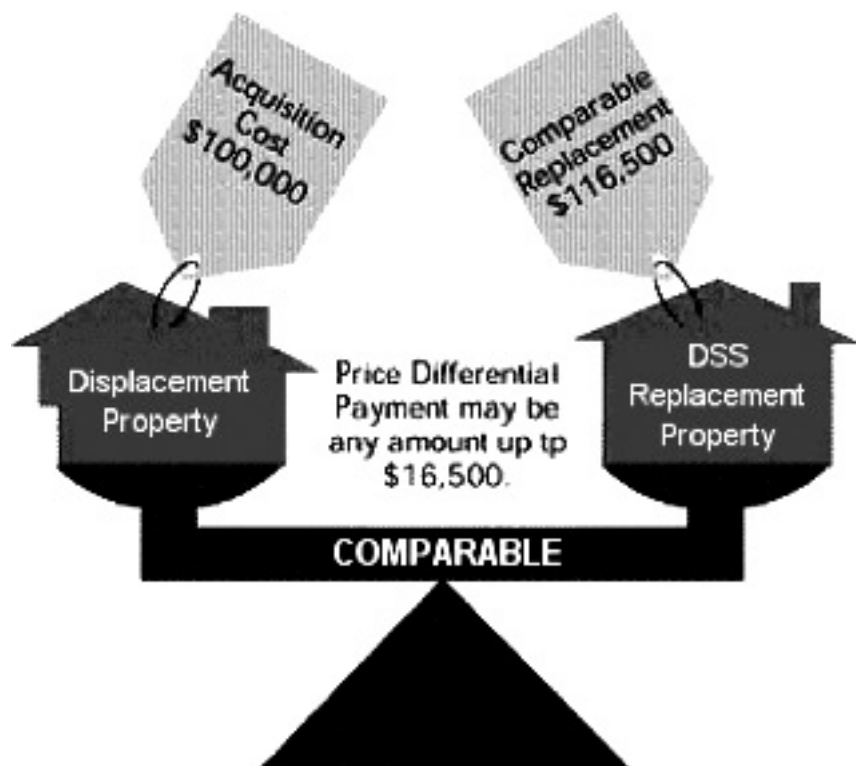 Acquisition
Cost
$100,000
Comparable
Replacement
$116,500
Displacement
Property
Price Differential
Payment may be
any amount up tp
$16,500.
DSS
Replacement
Property
COMPARABLE